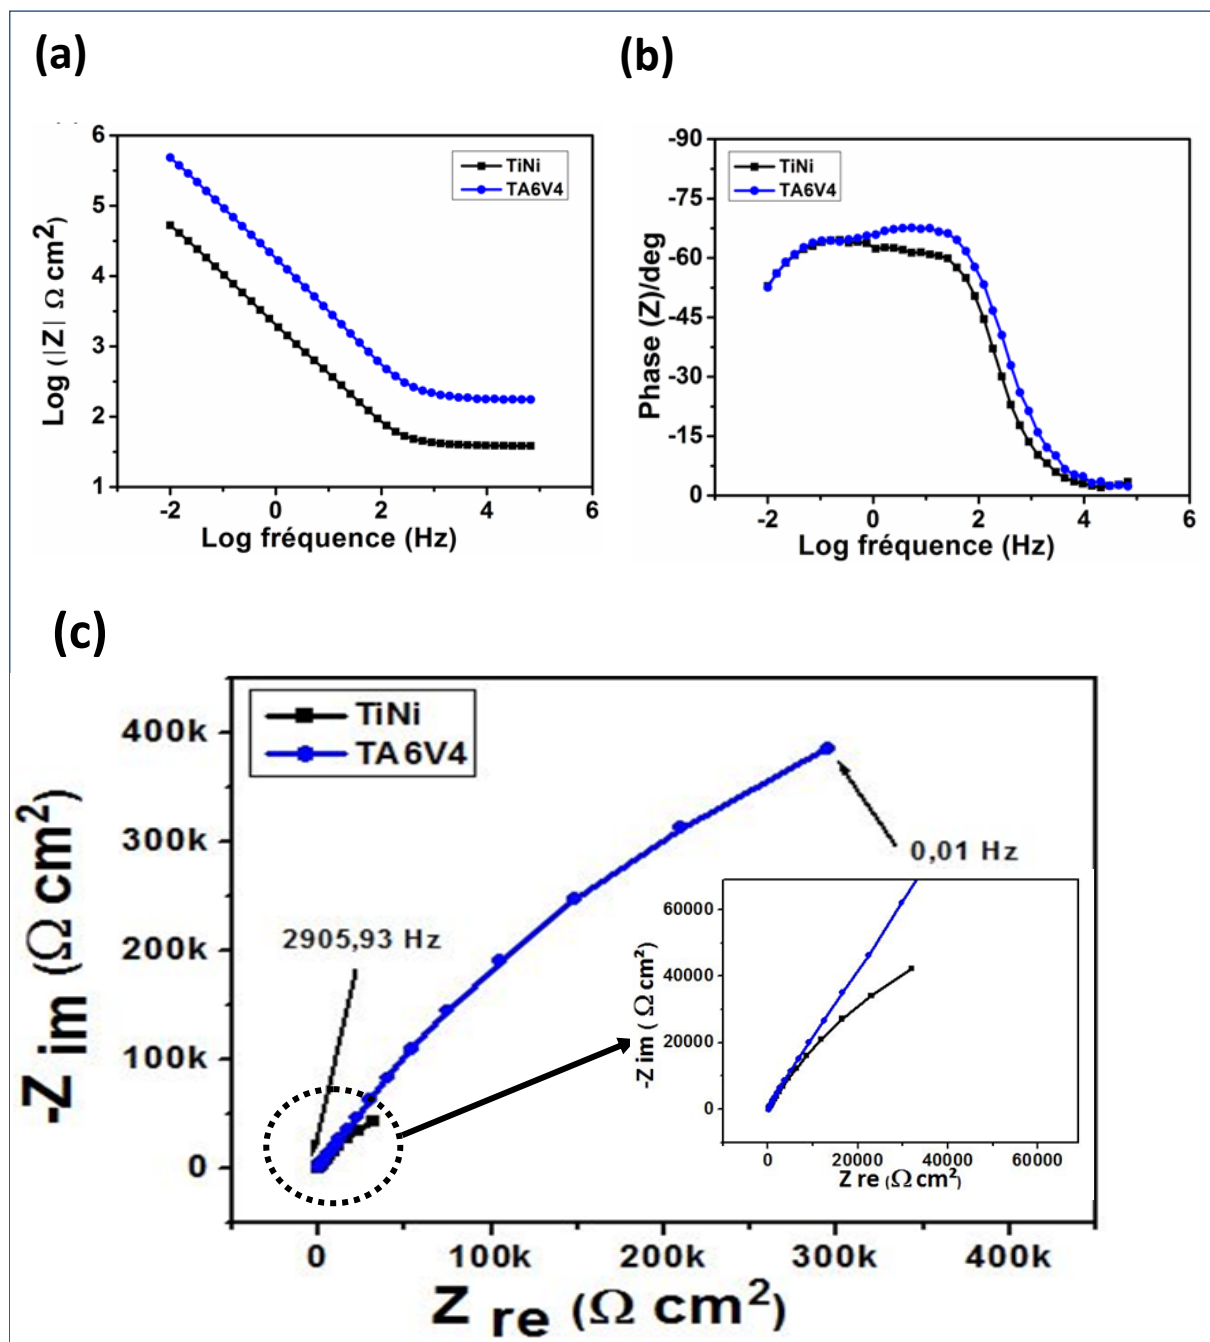 (a)
(b)
6
5
4
3
2
1
Log (|Z| Ω cm²)
TiNi
TA6V4
-2
0
2
4
6
Log fréquence (Hz)
-90
-75
-60
-45
-30
-15
0
Phase (Z)/deg
TiNi
TA6V4
-2
0
2
4
6
Log fréquence (Hz)
(c)
TiNi
TA6V4
400k
300k
200k
100k
0
-Z im (Ω cm²)
2905,93 Hz
0,01 Hz
60000
40000
20000
0
-Z im ( Ω cm²)
0
20000
40000
60000
Z re (Ω cm²)
0
100k
200k
300k
400k
Z re (Ω cm²)